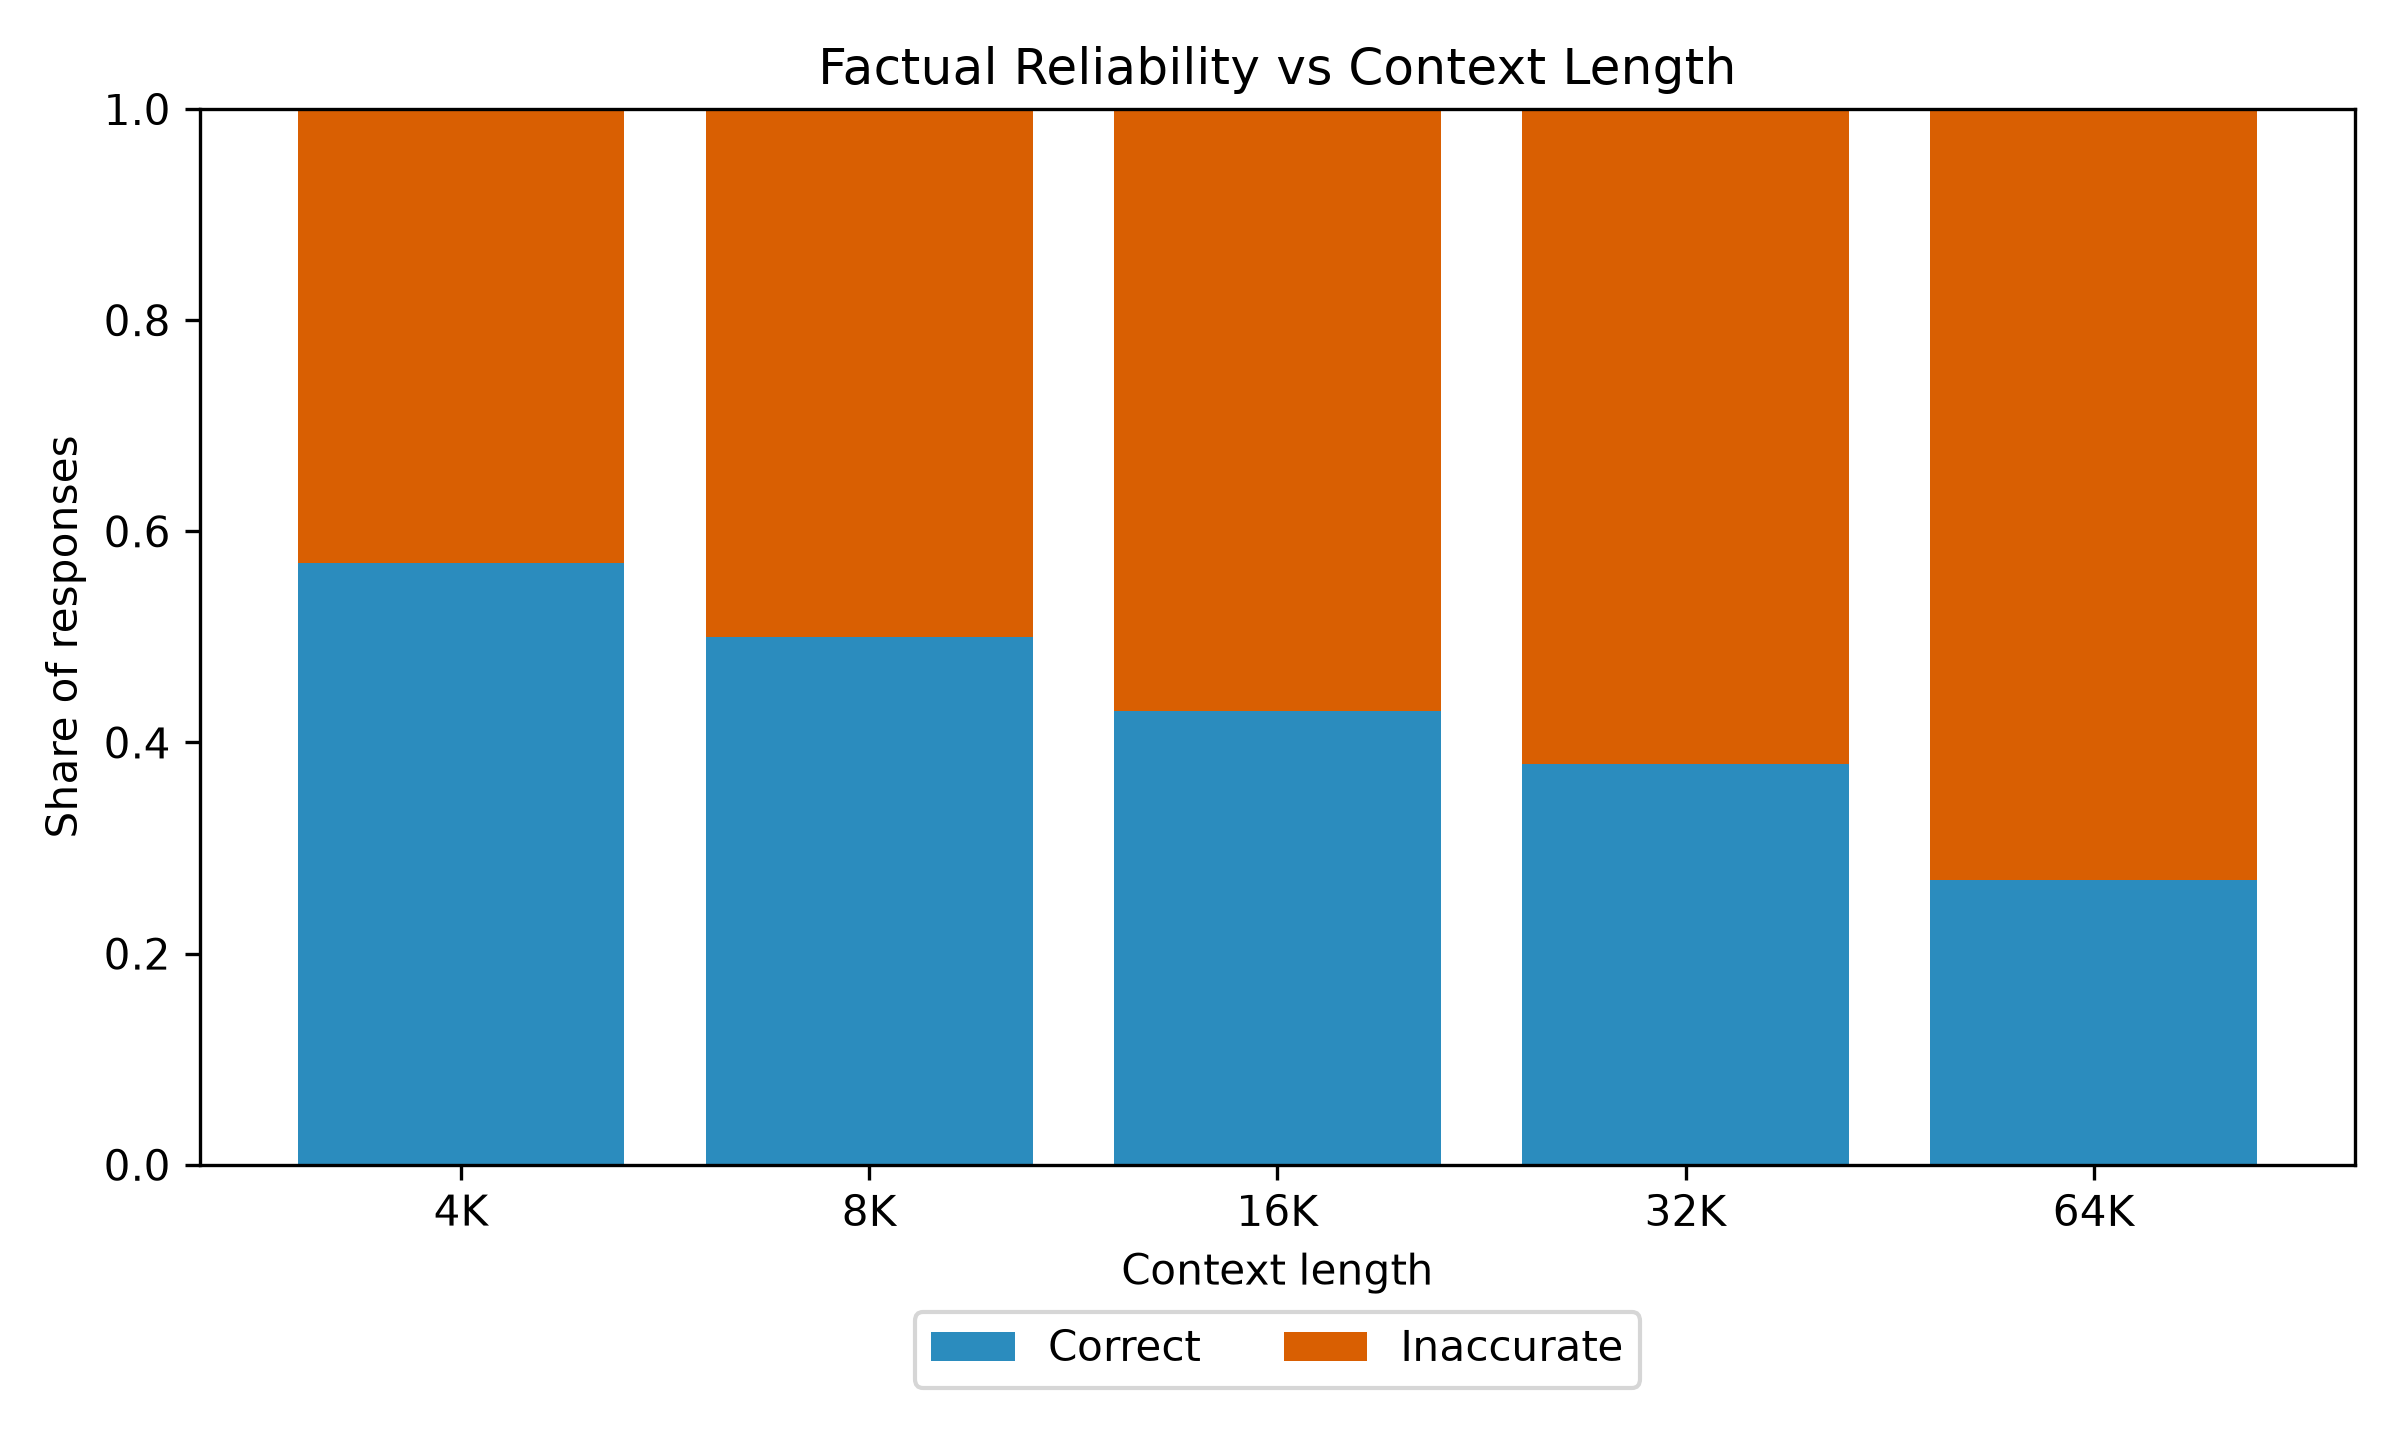 Factual Reliability vs Context Length
1.0
0.8
0.6
0.4
0.2
0.0
Share of responses
4K 8K 16K 32K 64K
Context length
Correct Inaccurate